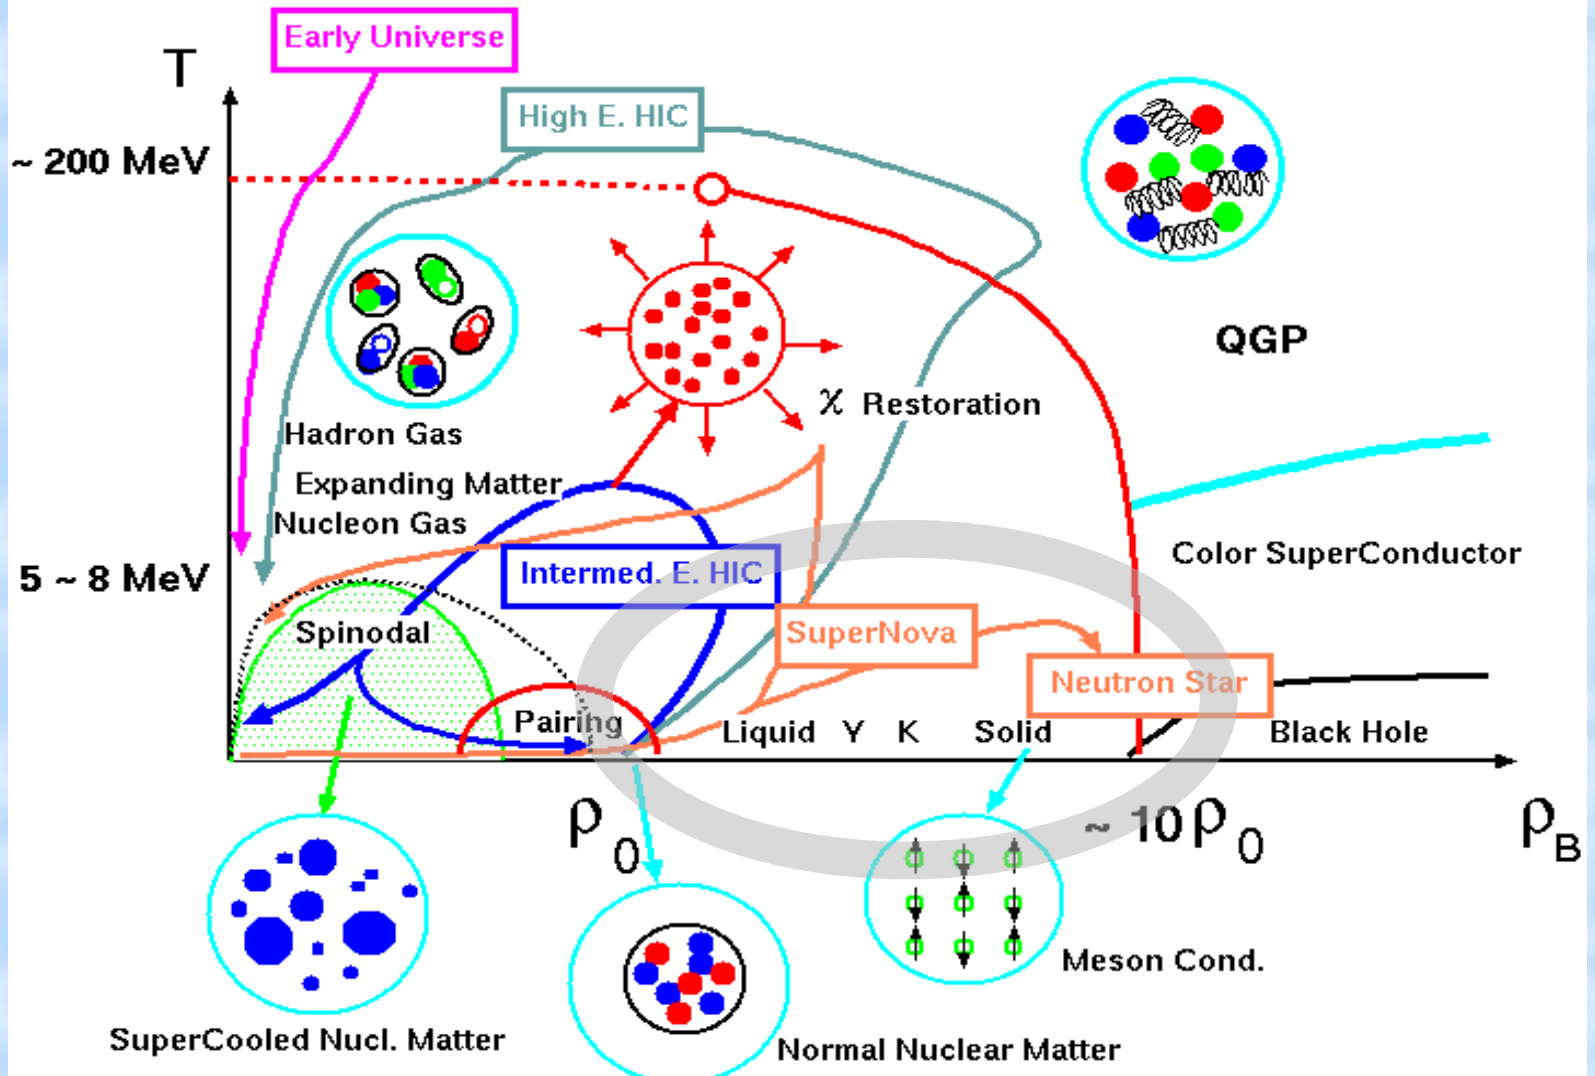 Early Universe
T
High E. HIC
~ 200 MeV
QGP
χ Restoration
Hadron Gas
Expanding Matter
Nucleon Gas
5 ~ 8 MeV
Intermed. E. HIC
Color SuperConductor
Spinodal
SuperNova
Neutron Star
Pairing
Liquid Y K Solid
Black Hole
ρ0
~ 10 ρ0
ρB
Meson Cond.
SuperCooled Nucl. Matter
Normal Nuclear Matter